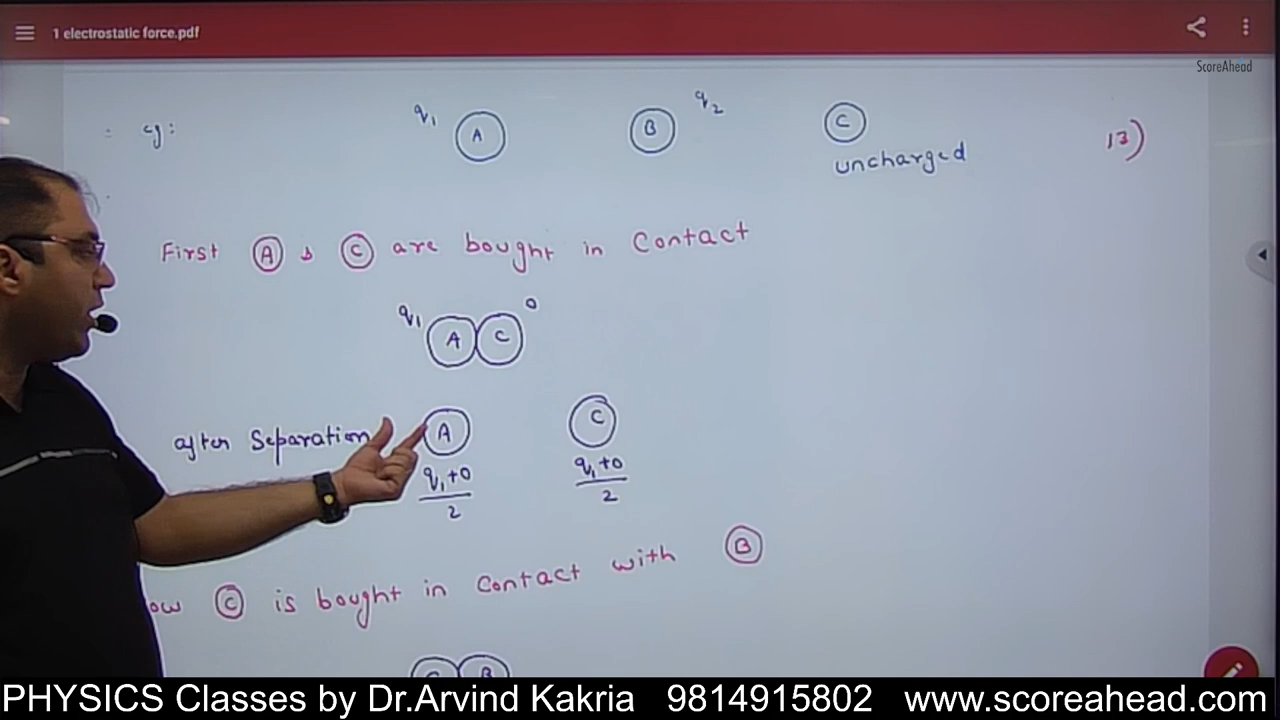 1 electrostatic force.pdf
ScoreAhead
: eg: q1 A B q2 C 13)
uncharged
First A & C are bought in Contact
q1 A C 0
after Separation A C
q1+0 q1+0
2 2
ow C is bought in Contact with B
C B
PHYSICS Classes by Dr.Arvind Kakria 9814915802 www.scoreahead.com